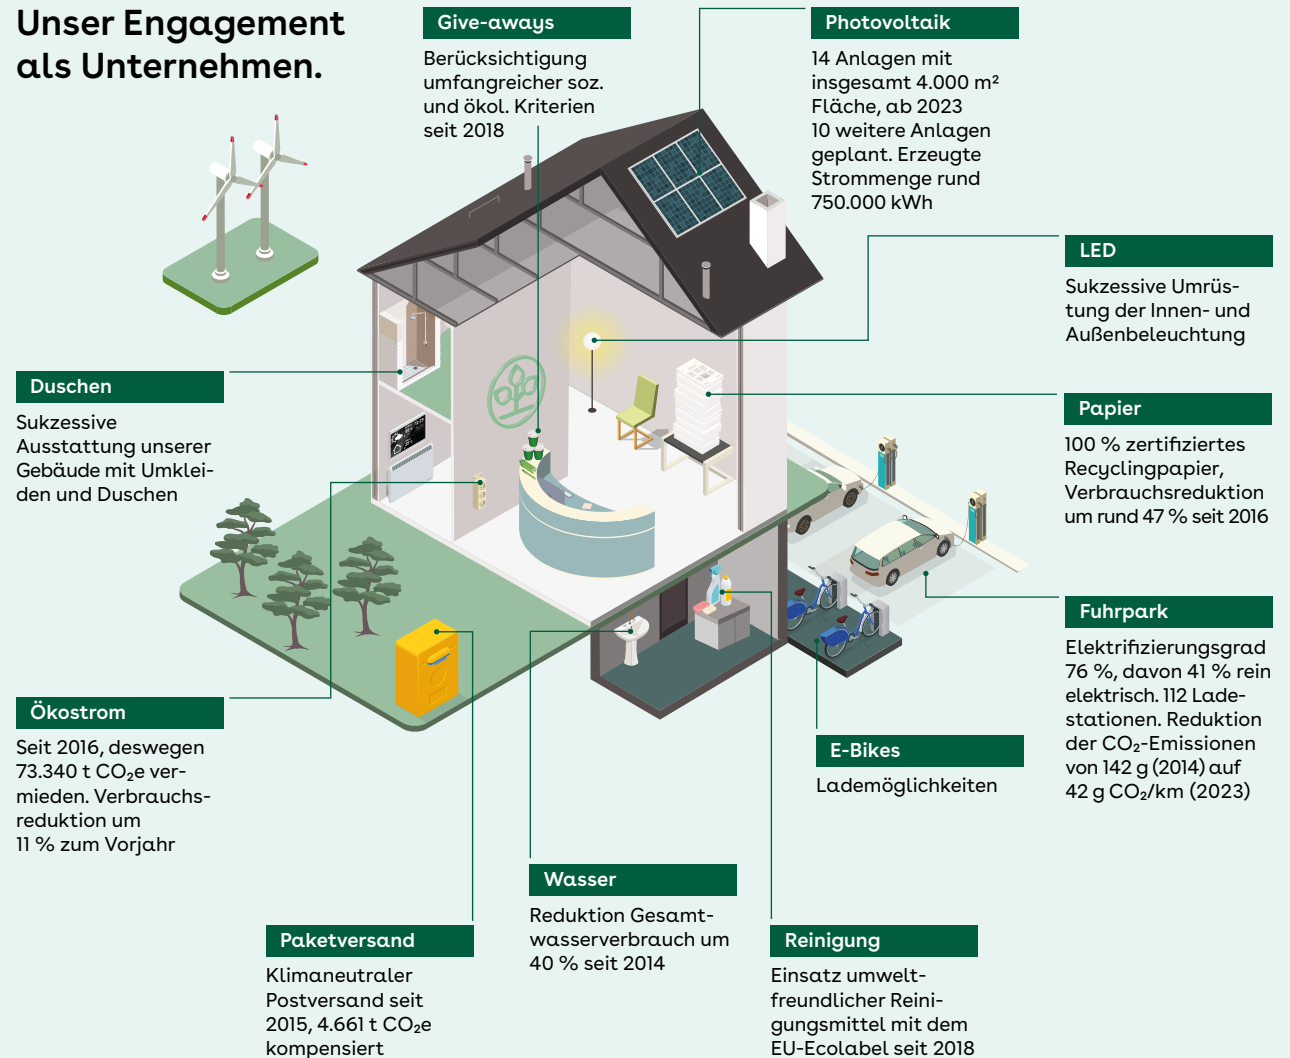 Unser Engagement
als Unternehmen.
Give-aways
Berücksichtigung
umfangreicher soz.
und ökol. Kriterien
seit 2018
Photovoltaik
14 Anlagen mit
insgesamt 4.000 m²
Fläche, ab 2023
10 weitere Anlagen
geplant. Erzeugte
Strommenge rund
750.000 kWh
LED
Sukzessive Umrüs-
tung der Innen- und
Außenbeleuchtung
Duschen
Sukzessive
Ausstattung unserer
Gebäude mit Umklei-
den und Duschen
Papier
100 % zertifiziertes
Recyclingpapier,
Verbrauchsreduktion
um rund 47 % seit 2016
Fuhrpark
Elektrifizierungsgrad
76 %, davon 41 % rein
elektrisch. 112 Lade-
stationen. Reduktion
der CO₂-Emissionen
von 142 g (2014) auf
42 g CO₂/km (2023)
Ökostrom
Seit 2016, deswegen
73.340 t CO₂e ver-
mieden. Verbrauchs-
reduktion um
11 % zum Vorjahr
E-Bikes
Lademöglichkeiten
Wasser
Reduktion Gesamt-
wasserverbrauch um
40 % seit 2014
Paketversand
Klimaneutraler
Postversand seit
2015, 4.661 t CO₂e
kompensiert
Reinigung
Einsatz umwelt-
freundlicher Reini-
gungsmittel mit dem
EU-Ecolabel seit 2018